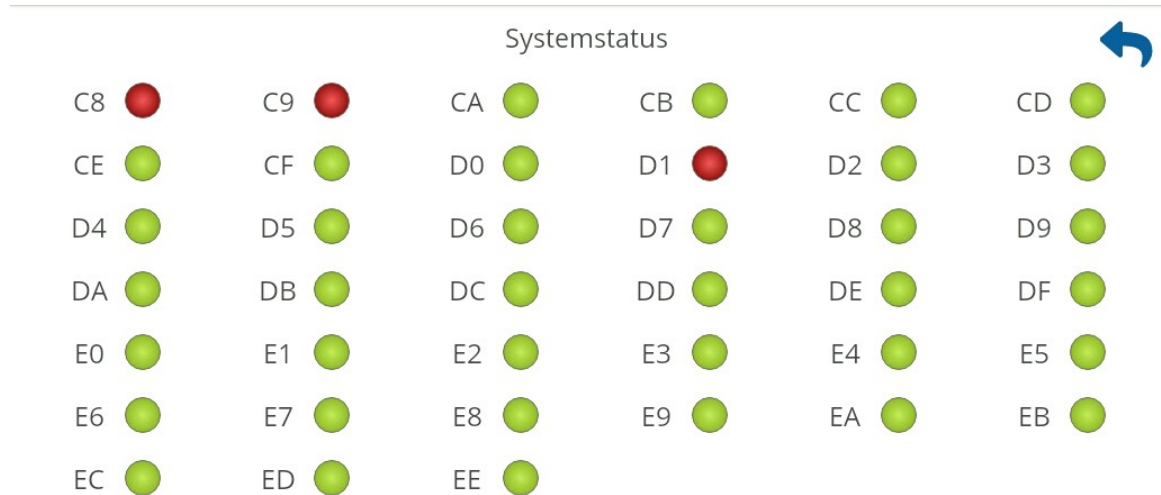 Systemstatus
C8 C9 CA CB CC CD
CE CF D0 D1 D2 D3
D4 D5 D6 D7 D8 D9
DA DB DC DD DE DF
E0 E1 E2 E3 E4 E5
E6 E7 E8 E9 EA EB
EC ED EE